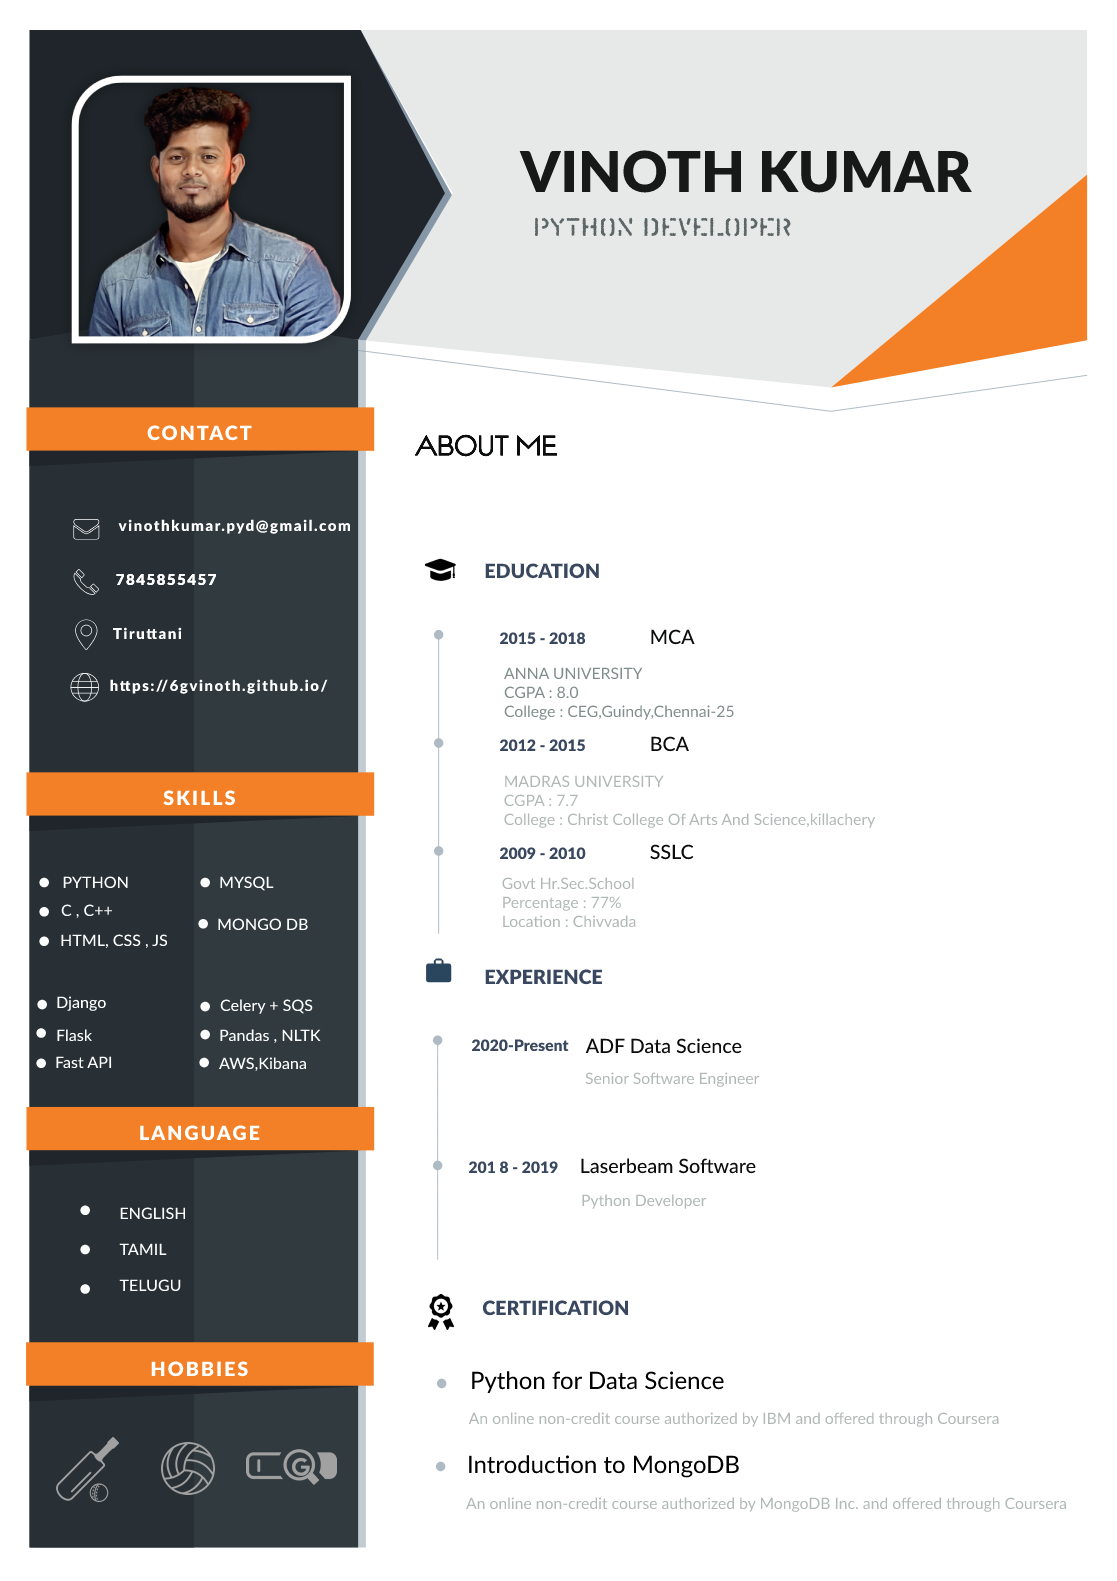 VINOTH KUMAR
PYTHON DEVELOPER
CONTACT
vinothkumar.pyd@gmail.com
7845855457
Tiruttani
https://6gvinoth.github.io/
SKILLS
PYTHON
C , C++
HTML, CSS , JS
MYSQL
MONGO DB
Django
Flask
Fast API
Celery + SQS
Pandas , NLTK
AWS,Kibana
LANGUAGE
ENGLISH
TAMIL
TELUGU
HOBBIES
G
ABOUT ME
EDUCATION
2015 - 2018 MCA
ANNA UNIVERSITY
CGPA : 8.0
College : CEG,Guindy,Chennai-25
2012 - 2015 BCA
MADRAS UNIVERSITY
CGPA : 7.7
College : Christ College Of Arts And Science,killachery
2009 - 2010 SSLC
Govt Hr.Sec.School
Percentage : 77%
Location : Chivvada
EXPERIENCE
2020-Present ADF Data Science
Senior Software Engineer
201 8 - 2019 Laserbeam Software
Python Developer
CERTIFICATION
Python for Data Science
An online non-credit course authorized by IBM and offered through Coursera
Introduction to MongoDB
An online non-credit course authorized by MongoDB Inc. and offered through Coursera